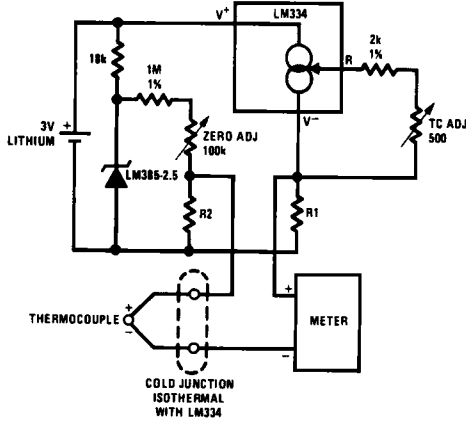 LM334
V+
2k
1%
R
18k
1M
1%
V−
ZERO ADJ
100k
TC ADJ
500
3V
LITHIUM
+
LM385-2.5
R2
R1
+
THERMOCOUPLE
+
−
METER
−
COLD JUNCTION
ISOTHERMAL
WITH LM334